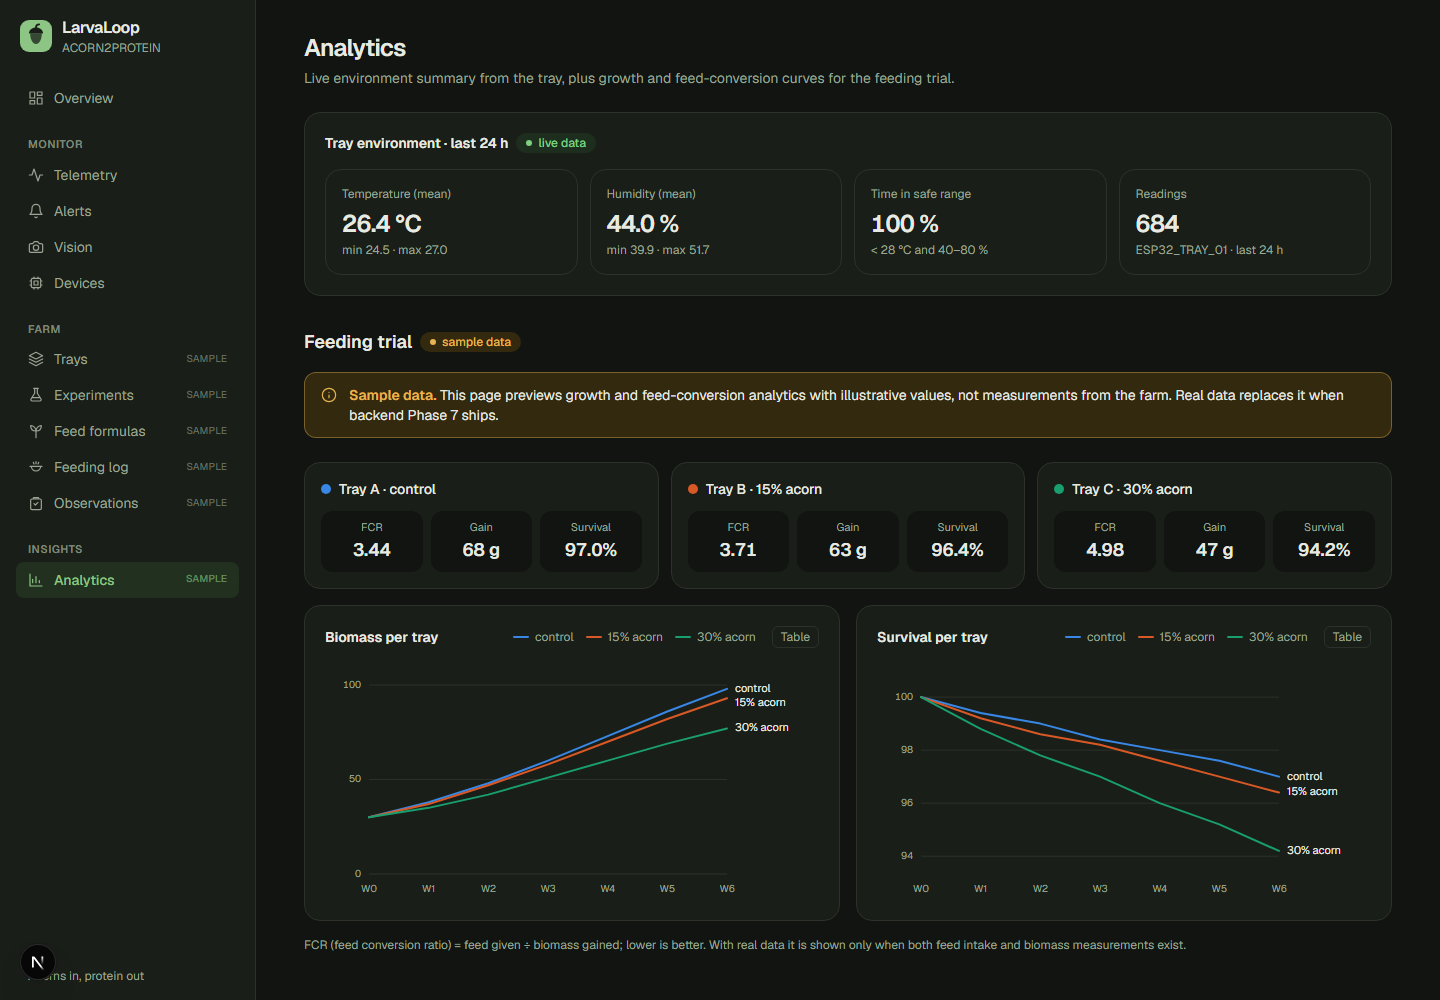 LarvaLoop
ACORN2PROTEIN
Overview
MONITOR
Telemetry
Alerts
Vision
Devices
FARM
Trays SAMPLE
Experiments SAMPLE
Feed formulas SAMPLE
Feeding log SAMPLE
Observations SAMPLE
INSIGHTS
Analytics SAMPLE
N
in, protein out
Analytics
Live environment summary from the tray, plus growth and feed-conversion curves for the feeding trial.
Tray environment · last 24 h live data
Temperature (mean)
26.4 °C
min 24.5 · max 27.0
Humidity (mean)
44.0 %
min 39.9 · max 51.7
Time in safe range
100 %
< 28 °C and 40–80 %
Readings
684
ESP32_TRAY_01 · last 24 h
Feeding trial sample data
Sample data. This page previews growth and feed-conversion analytics with illustrative values, not measurements from the farm. Real data replaces it when
backend Phase 7 ships.
Tray A · control
FCR Gain Survival
3.44 68 g 97.0%
Tray B · 15% acorn
FCR Gain Survival
3.71 63 g 96.4%
Tray C · 30% acorn
FCR Gain Survival
4.98 47 g 94.2%
Biomass per tray control 15% acorn 30% acorn Table
100
50
0
W0 W1 W2 W3 W4 W5 W6
control
15% acorn
30% acorn
Survival per tray control 15% acorn 30% acorn Table
100
98
96
94
W0 W1 W2 W3 W4 W5 W6
control
15% acorn
30% acorn
FCR (feed conversion ratio) = feed given ÷ biomass gained; lower is better. With real data it is shown only when both feed intake and biomass measurements exist.